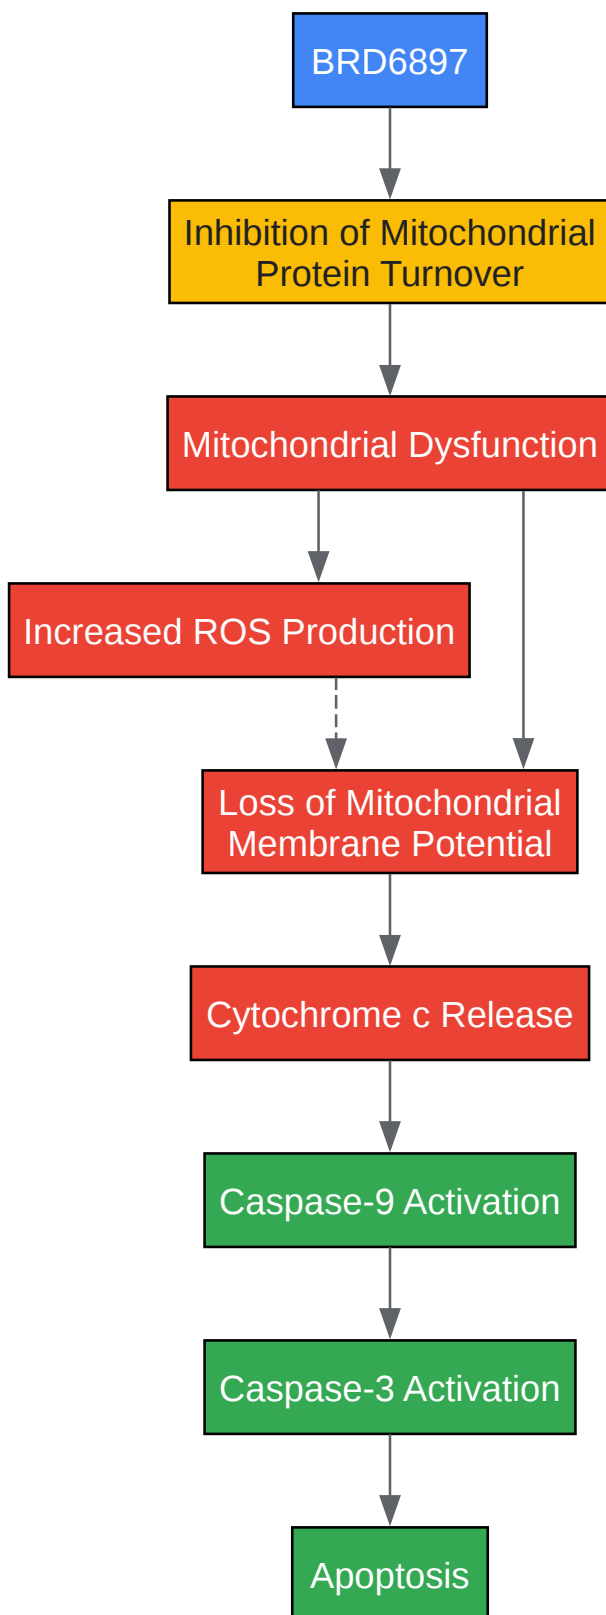 BRD6897
Inhibition of Mitochondrial
Protein Turnover
Mitochondrial Dysfunction
Increased ROS Production
Loss of Mitochondrial
Membrane Potential
Cytochrome c Release
Caspase-9 Activation
Caspase-3 Activation
Apoptosis